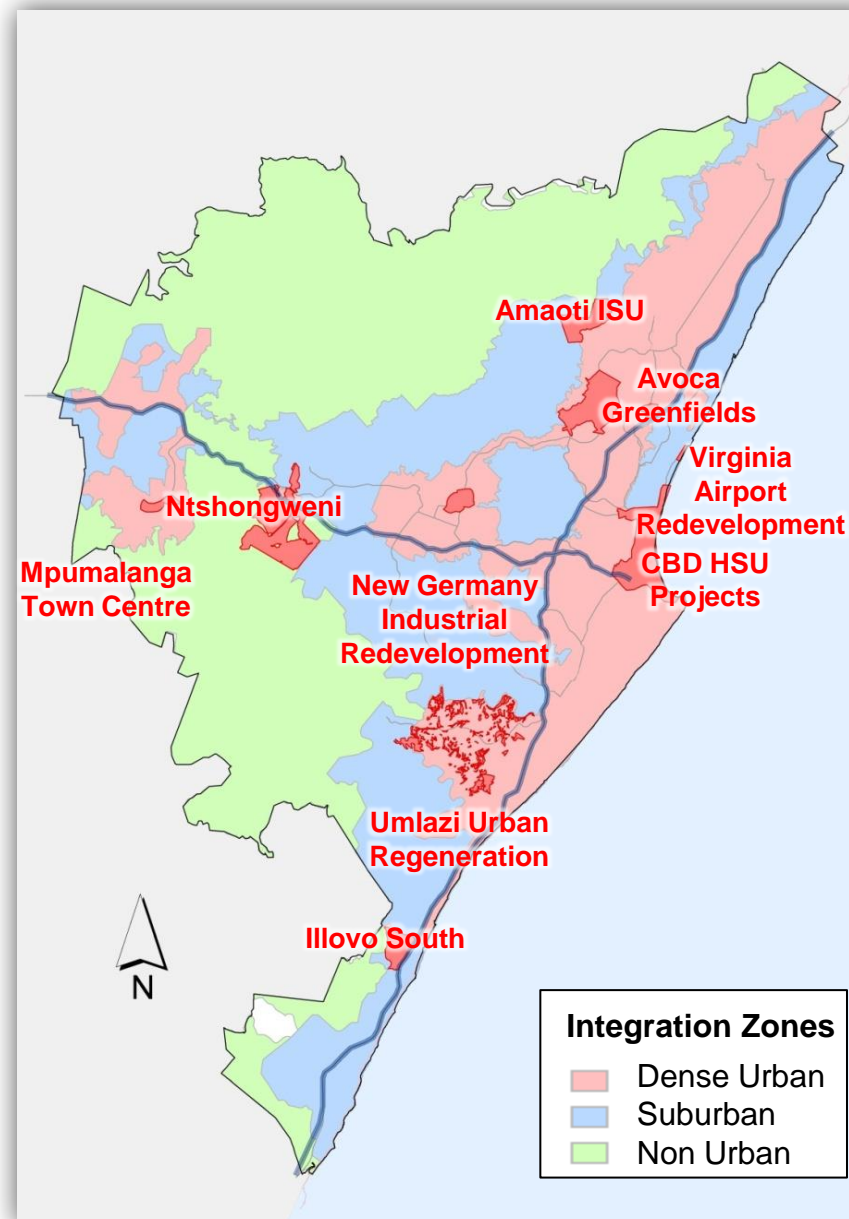 Amaoti ISU
Avoca
Greenfields
Virginia
Airport
Redevelopment
Ntshongweni
CBD HSU
Projects
Mpumalanga
Town Centre
New Germany
Industrial
Redevelopment
Umlazi Urban
Regeneration
Illovo South
N
Integration Zones
Dense Urban
Suburban
Non Urban